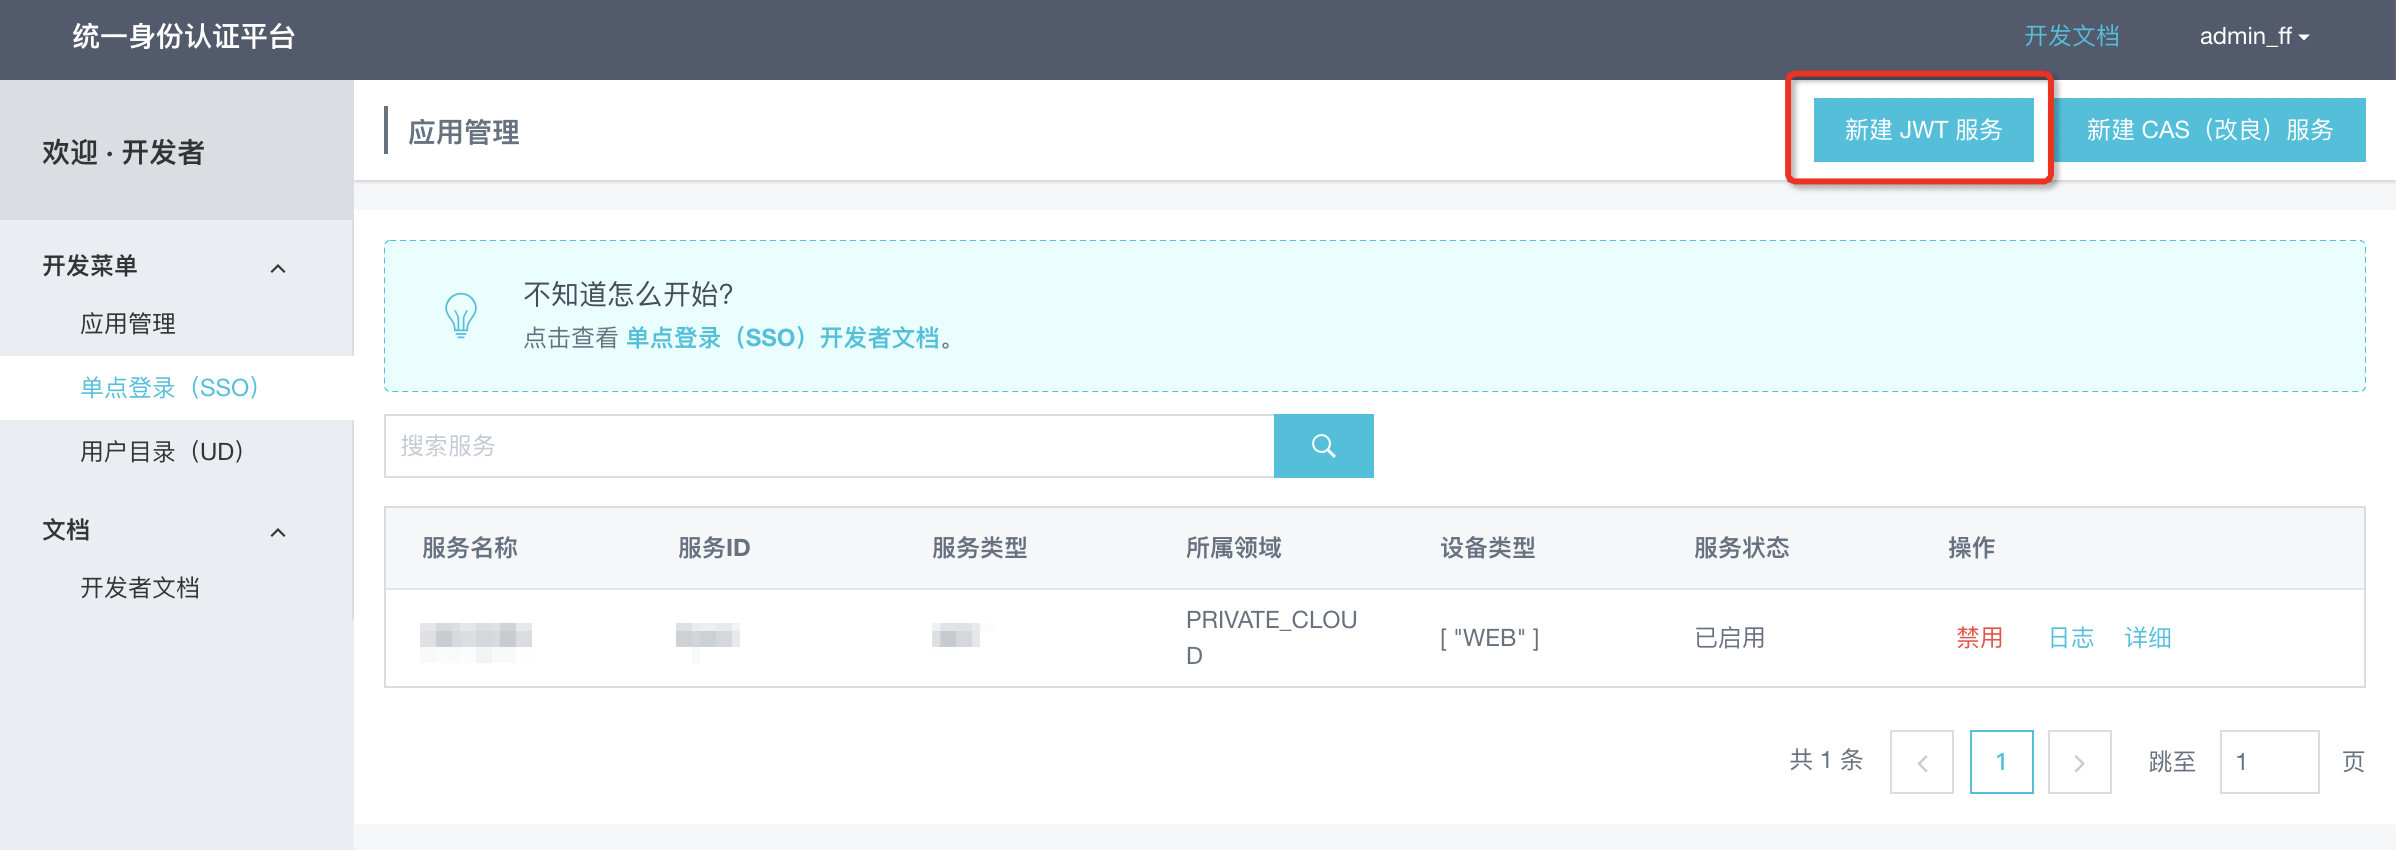 统一身份认证平台
开发文档
admin_ff
欢迎 · 开发者
开发菜单
应用管理
单点登录（SSO）
用户目录（UD）
文档
开发者文档
应用管理
新建 JWT 服务
新建 CAS（改良）服务
不知道怎么开始?
点击查看 单点登录（SSO）开发者文档。
搜索服务
服务名称 服务ID 服务类型 所属领域 设备类型 服务状态 操作
PRIVATE_CLOU
D
[ "WEB" ] 已启用 禁用 日志 详细
共 1 条 1 跳至 1 页